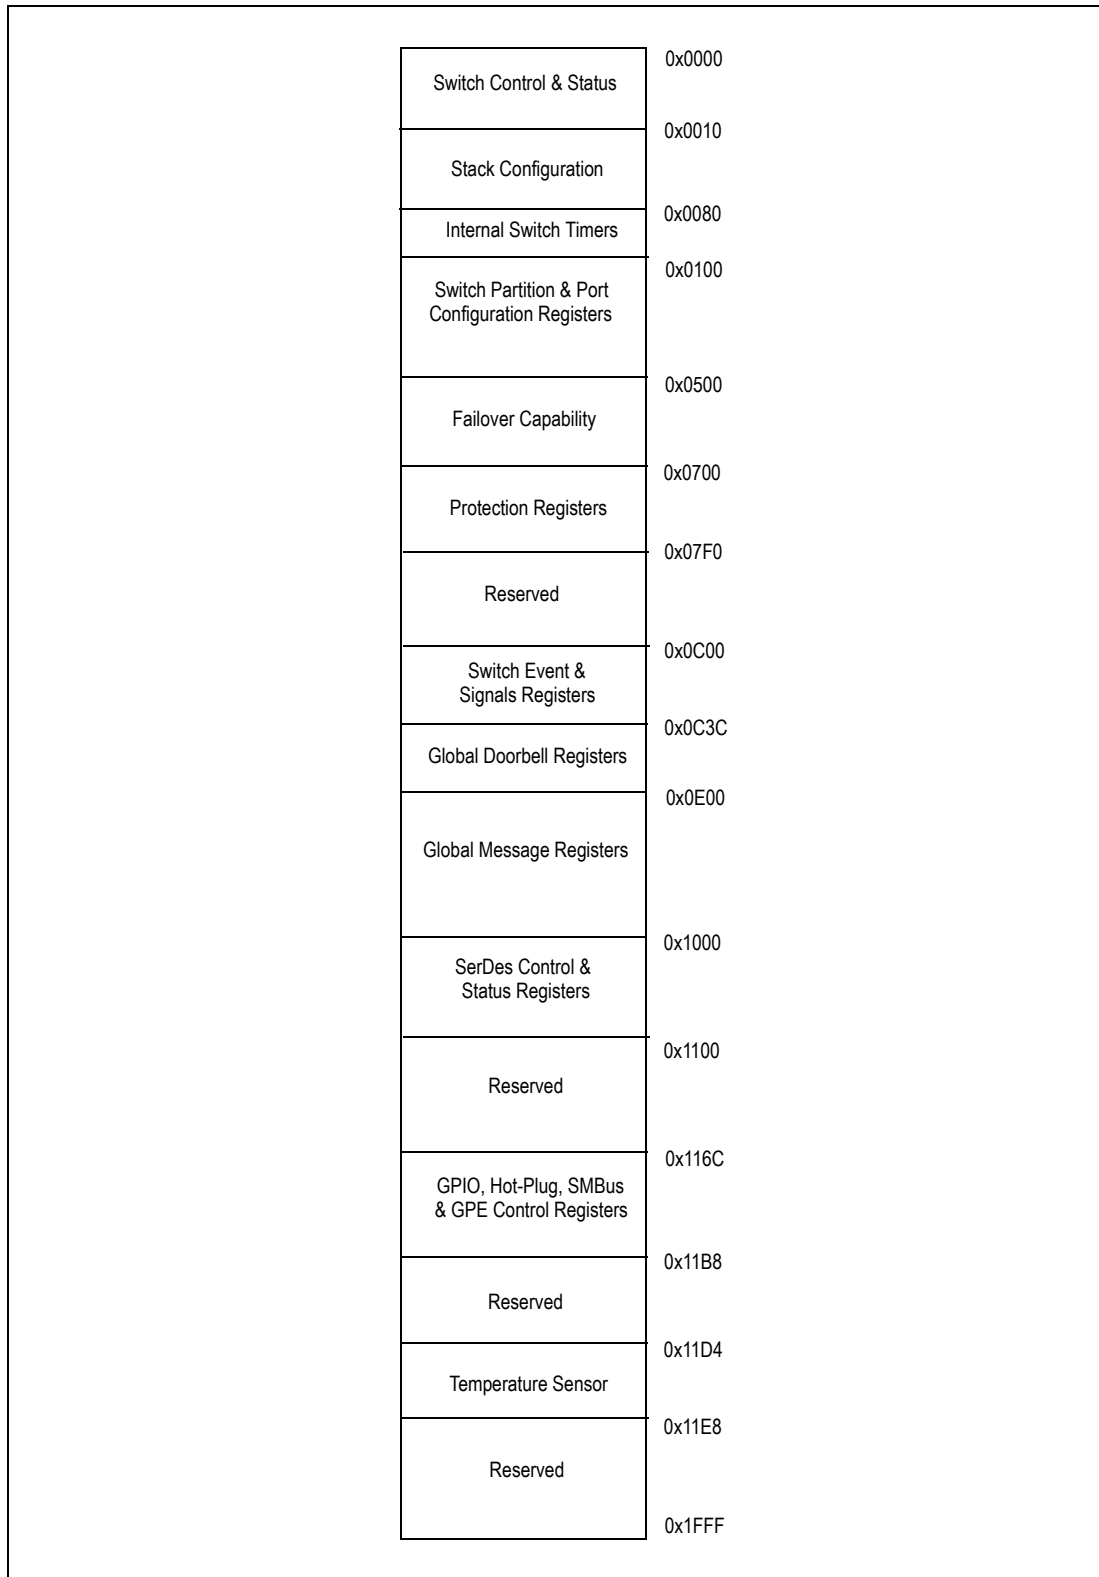 0x0000
Switch Control & Status
0x0010
Stack Configuration
0x0080
Internal Switch Timers
0x0100
Switch Partition & Port
Configuration Registers
0x0500
Failover Capability
0x0700
Protection Registers
0x07F0
Reserved
0x0C00
Switch Event &
Signals Registers
0x0C3C
Global Doorbell Registers
0x0E00
Global Message Registers
0x1000
SerDes Control &
Status Registers
0x1100
Reserved
0x116C
GPIO, Hot-Plug, SMBus
& GPE Control Registers
0x11B8
Reserved
0x11D4
Temperature Sensor
0x11E8
Reserved
0x1FFF